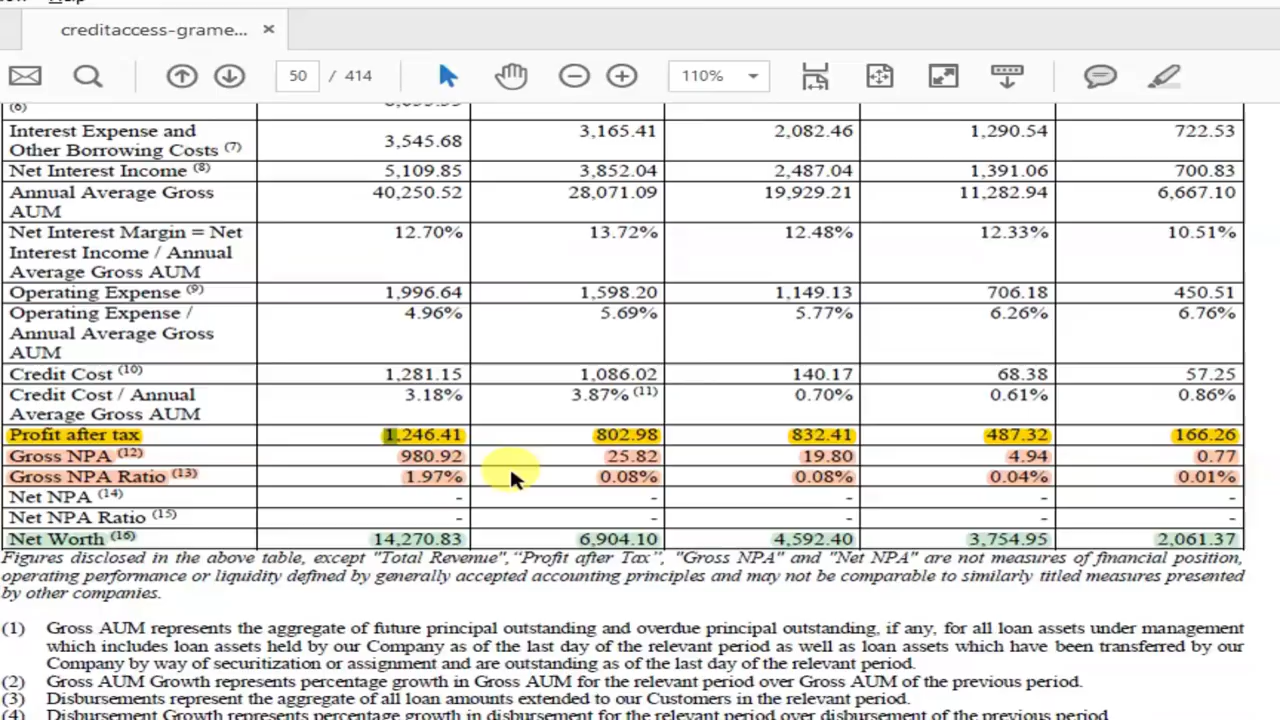 creditaccess-grame... ×
50 / 414 110%
(6)
Interest Expense and Other Borrowing Costs (7) 3,545.68 3,165.41 2,082.46 1,290.54 722.53
Net Interest Income (8) 5,109.85 3,852.04 2,487.04 1,391.06 700.83
Annual Average Gross AUM 40,250.52 28,071.09 19,929.21 11,282.94 6,667.10
Net Interest Margin = Net Interest Income / Annual Average Gross AUM 12.70% 13.72% 12.48% 12.33% 10.51%
Operating Expense (9) 1,996.64 1,598.20 1,149.13 706.18 450.51
Operating Expense / Annual Average Gross AUM 4.96% 5.69% 5.77% 6.26% 6.76%
Credit Cost (10) 1,281.15 1,086.02 140.17 68.38 57.25
Credit Cost / Annual Average Gross AUM 3.18% 3.87% (11) 0.70% 0.61% 0.86%
Profit after tax 1,246.41 802.98 832.41 487.32 166.26
Gross NPA (12) 980.92 25.82 19.80 4.94 0.77
Gross NPA Ratio (13) 1.97% 0.08% 0.08% 0.04% 0.01%
Net NPA (14) - - - - -
Net NPA Ratio (15) - - - - -
Net Worth (16) 14,270.83 6,904.10 4,592.40 3,754.95 2,061.37
Figures disclosed in the above table, except "Total Revenue", "Profit after Tax", "Gross NPA" and "Net NPA" are not measures of financial position,
operating performance or liquidity defined by generally accepted accounting principles and may not be comparable to similarly titled measures presented
by other companies.
(1) Gross AUM represents the aggregate of future principal outstanding and overdue principal outstanding, if any, for all loan assets under management
which includes loan assets held by our Company as of the last day of the relevant period as well as loan assets which have been transferred by our
Company by way of securitization or assignment and are outstanding as of the last day of the relevant period.
(2) Gross AUM Growth represents percentage growth in Gross AUM for the relevant period over Gross AUM of the previous period.
(3) Disbursements represent the aggregate of all loan amounts extended to our Customers in the relevant period.
(4) Disbursement Growth represents percentage growth in disbursement for the relevant period over disbursement of the previous period